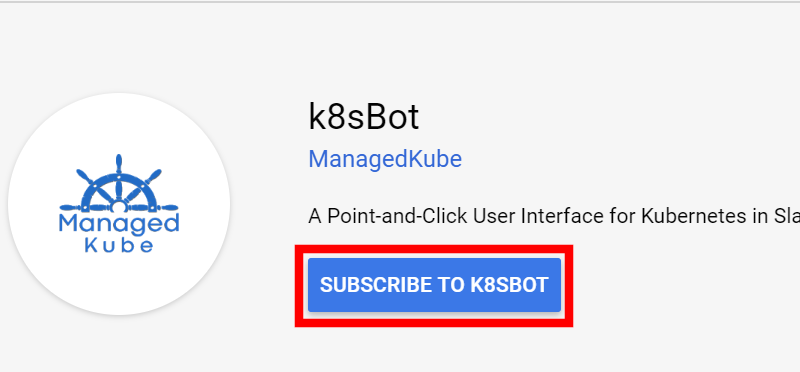 k8sBot
ManagedKube
A Point-and-Click User Interface for Kubernetes in Sla
SUBSCRIBE TO K8SBOT
Managed
Kube